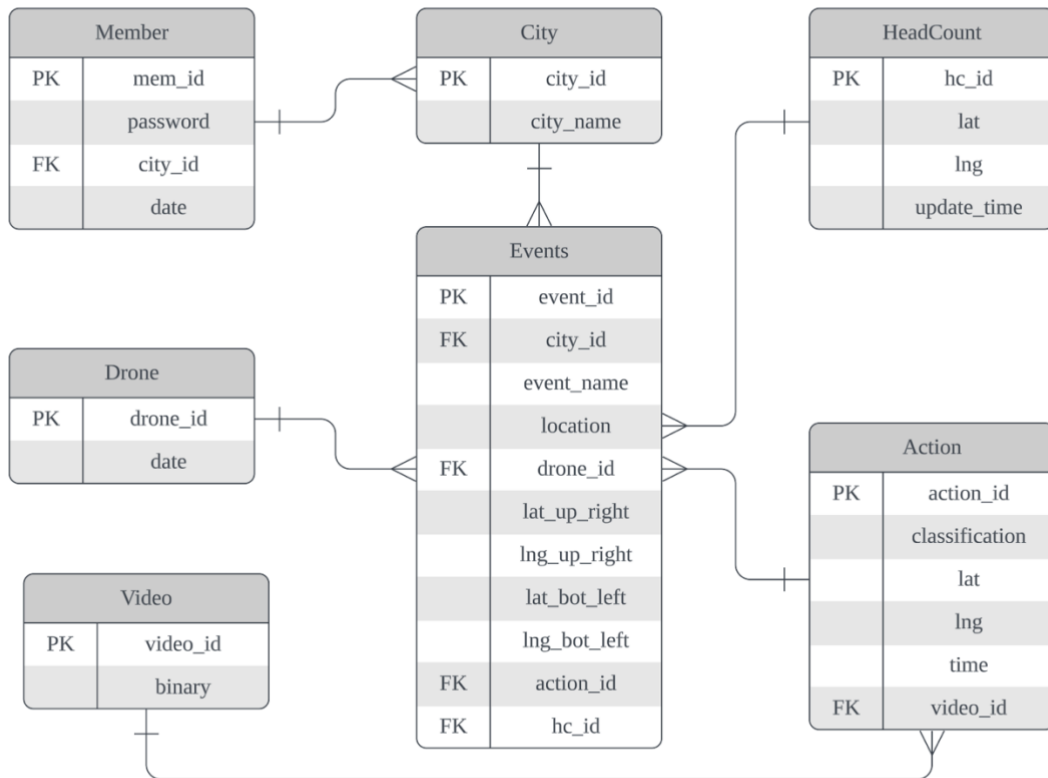 Member
PK mem_id
password
FK city_id
date
City
PK city_id
city_name
HeadCount
PK hc_id
lat
lng
update_time
Events
PK event_id
FK city_id
event_name
location
FK drone_id
lat_up_right
lng_up_right
lat_bot_left
lng_bot_left
FK action_id
FK hc_id
Drone
PK drone_id
date
Action
PK action_id
classification
lat
lng
time
FK video_id
Video
PK video_id
binary